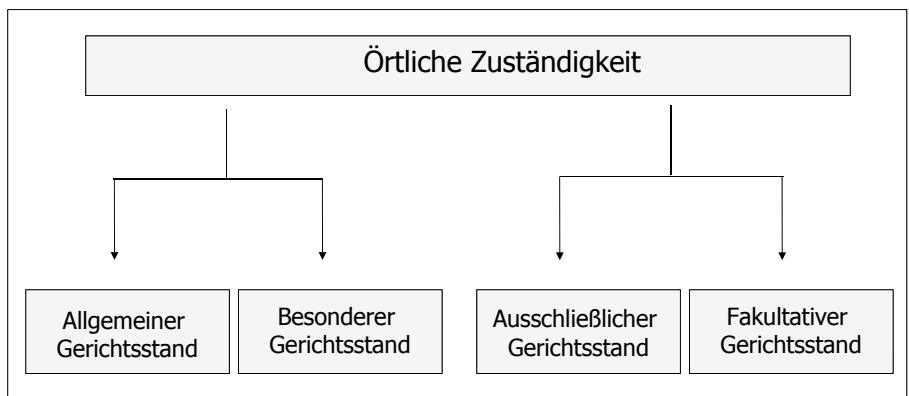 Örtliche Zuständigkeit
Allgemeiner
Gerichtsstand
Besonderer
Gerichtsstand
Ausschließlicher
Gerichtsstand
Fakultativer
Gerichtsstand